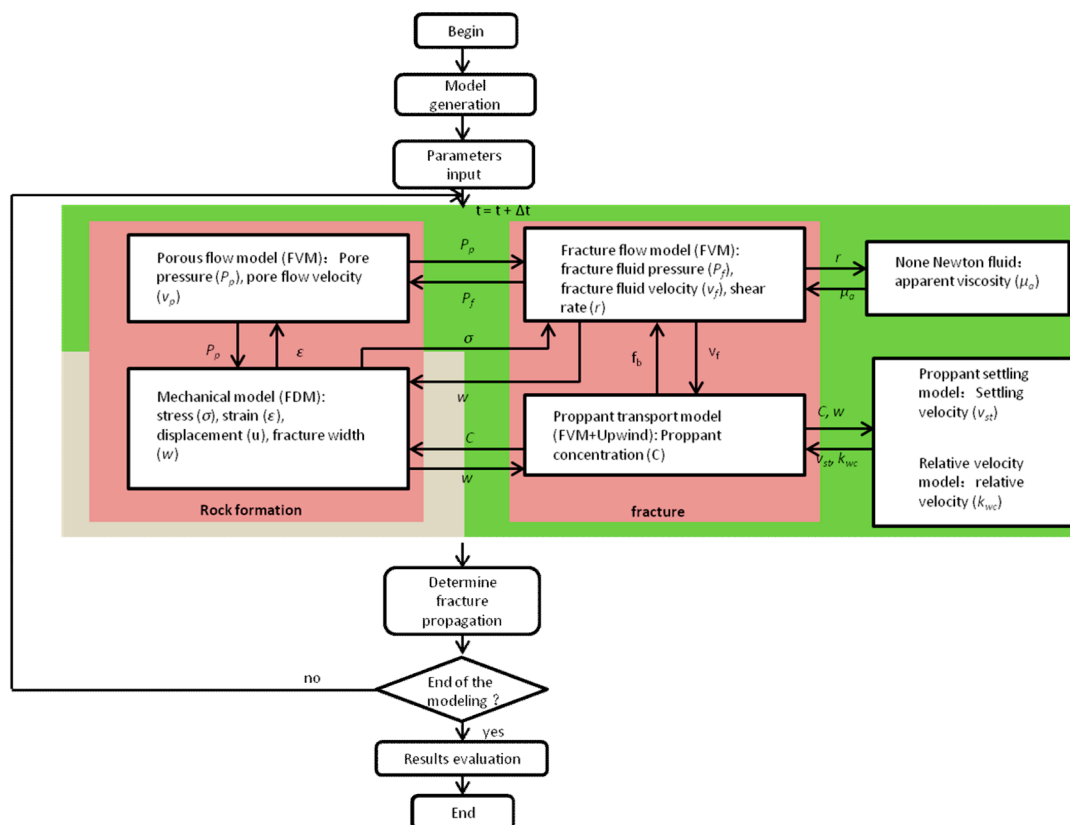 Begin
Model
generation
Parameters
input
t = t + Δt
Porous flow model (FVM)：Pore
pressure (Pp), pore flow velocity
(vp)
Pp
Pf
Fracture flow model (FVM):
fracture fluid pressure (Pf),
fracture fluid velocity (vf), shear
rate (r)
r
μa
None Newton fluid:
apparent viscosity (μa)
Pp
ε
σ
w
fb
vf
Mechanical model (FDM):
stress (σ), strain (ε),
displacement (u), fracture width
(w)
C
w
Proppant transport model
(FVM+Upwind): Proppant
concentration (C)
C, w
vst, kwc
Proppant settling
model：Settling
velocity (vst)
Relative velocity
model：relative
velocity (kwc)
Rock formation
fracture
Determine
fracture
propagation
End of the
modeling ?
no
yes
Results evaluation
End